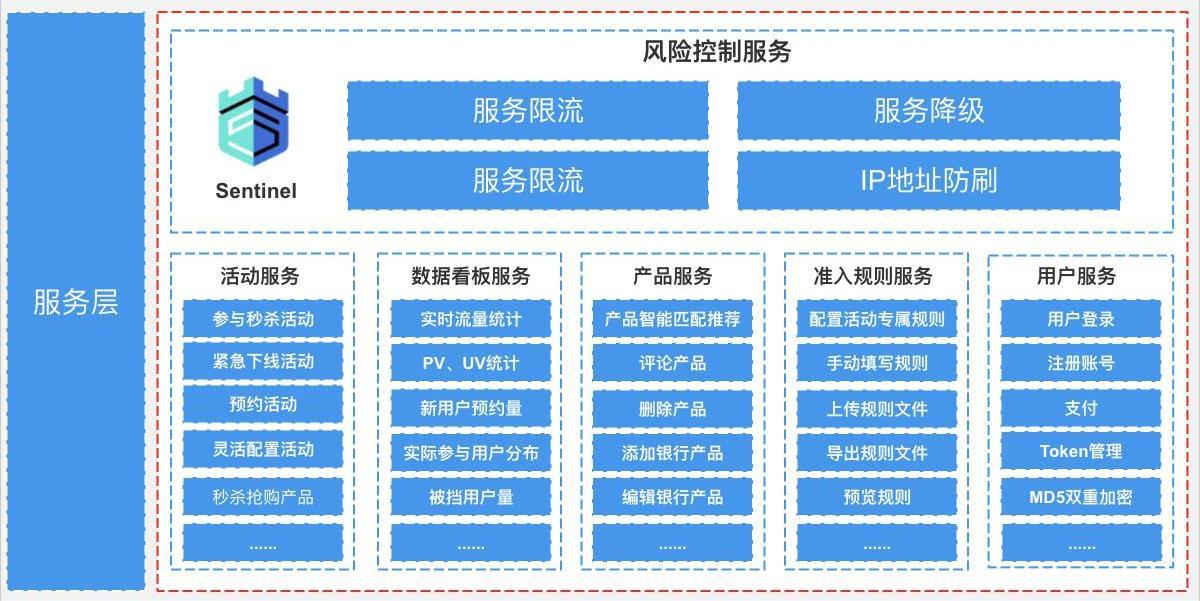 服务层
风险控制服务
Sentinel
服务限流
服务降级
服务限流
IP地址防刷
活动服务
参与秒杀活动
紧急下线活动
预约活动
灵活配置活动
秒杀抢购产品
......
数据看板服务
实时流量统计
PV、UV统计
新用户预约量
实际参与用户分布
被挡用户量
......
产品服务
产品智能匹配推荐
评论产品
删除产品
添加银行产品
编辑银行产品
......
准入规则服务
配置活动专属规则
手动填写规则
上传规则文件
导出规则文件
预览规则
......
用户服务
用户登录
注册账号
支付
Token管理
MD5双重加密
......